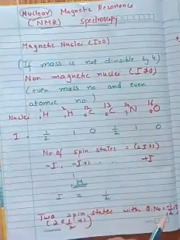 (Nuclear) Magnetic Resonance
(NMR) Spectroscopy
Magnetic Nuclei (I≥0)
(If mass is not divisible by 4)
Non magnetic nuclei (I≠0)
(even mass no. and even
atomic no.)
Nuclei ¹H ²H ¹²C ¹³C ¹⁴N ¹⁶O
I 1/2 1 0 1/2 1 0
No. of spin states = (2I+1)
-I, -I+1, +I
¹H
I = 1/2
Two spin states with